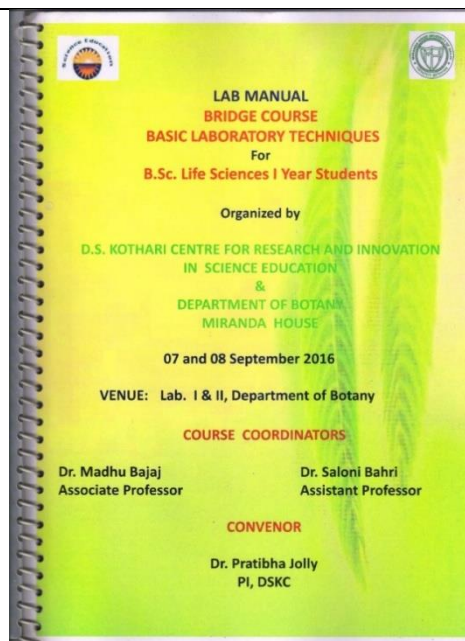 Science Education
LAB MANUAL
BRIDGE COURSE
BASIC LABORATORY TECHNIQUES
For
B.Sc. Life Sciences I Year Students
Organized by
D.S. KOTHARI CENTRE FOR RESEARCH AND INNOVATION
IN SCIENCE EDUCATION
&
DEPARTMENT OF BOTANY
MIRANDA HOUSE
07 and 08 September 2016
VENUE: Lab. I & II, Department of Botany
COURSE COORDINATORS
Dr. Madhu Bajaj Dr. Saloni Bahri
Associate Professor Assistant Professor
CONVENOR
Dr. Pratibha Jolly
PI, DSKC